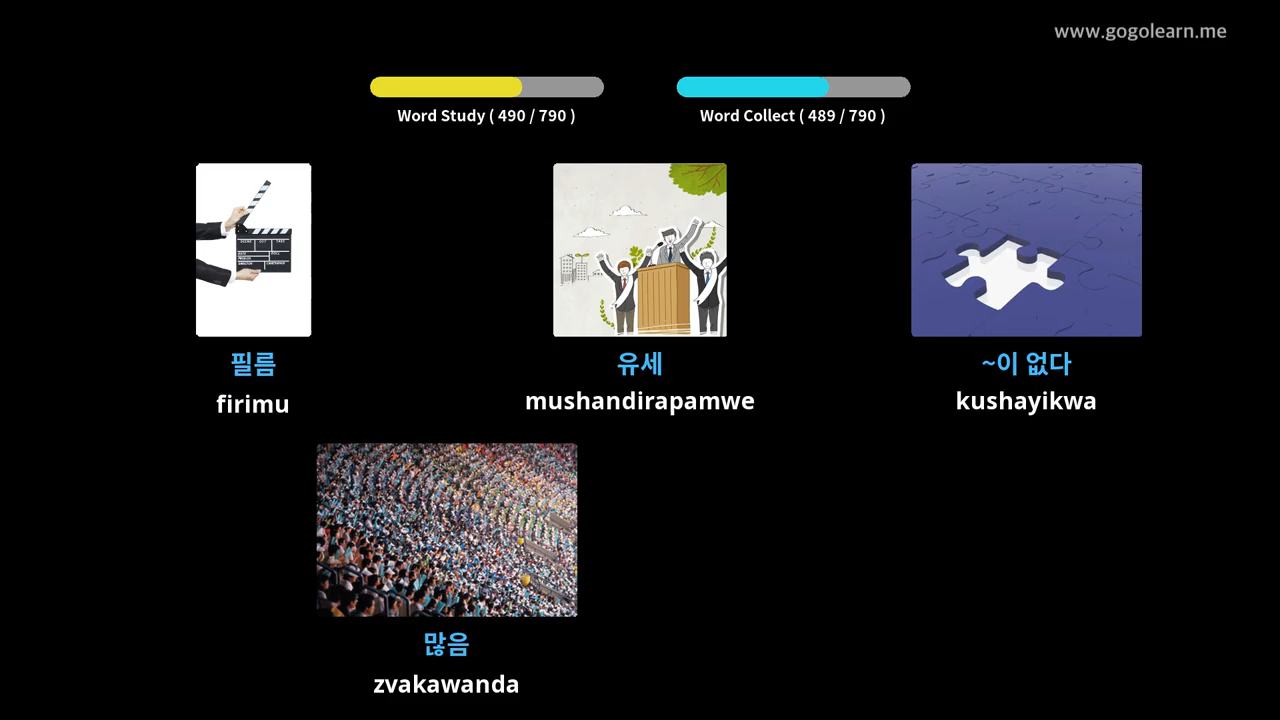 www.gogolearn.me
Word Study ( 490 / 790 )
Word Collect ( 489 / 790 )
필름
firimu
유세
mushandirapamwe
~이 없다
kushayikwa
많음
zvakawanda